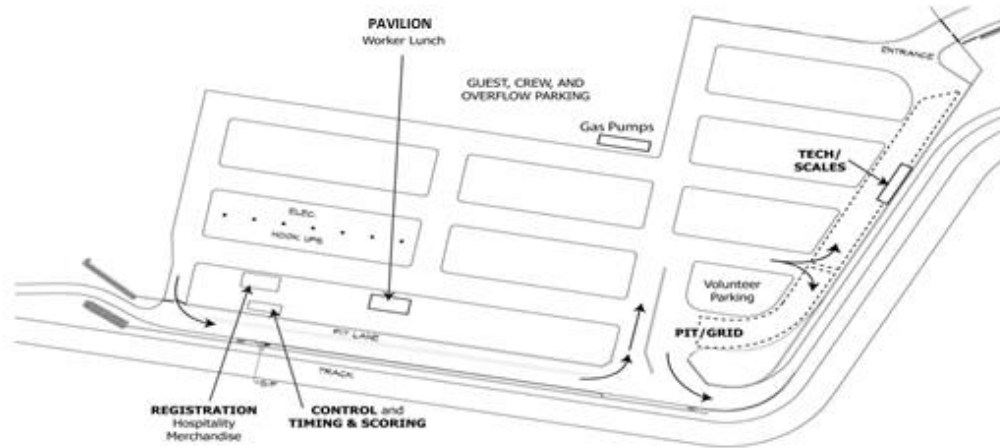 PAVILION
Worker Lunch
GUEST, CREW, AND
OVERFLOW PARKING
Gas Pumps
ENTRANCE
TECH/
SCALES
ELEC.
HOOK UPS
Volunteer
Parking
PIT/GRID
PIT LANE
TRACK
S/F
REGISTRATION
Hospitality
Merchandise
CONTROL and
TIMING & SCORING